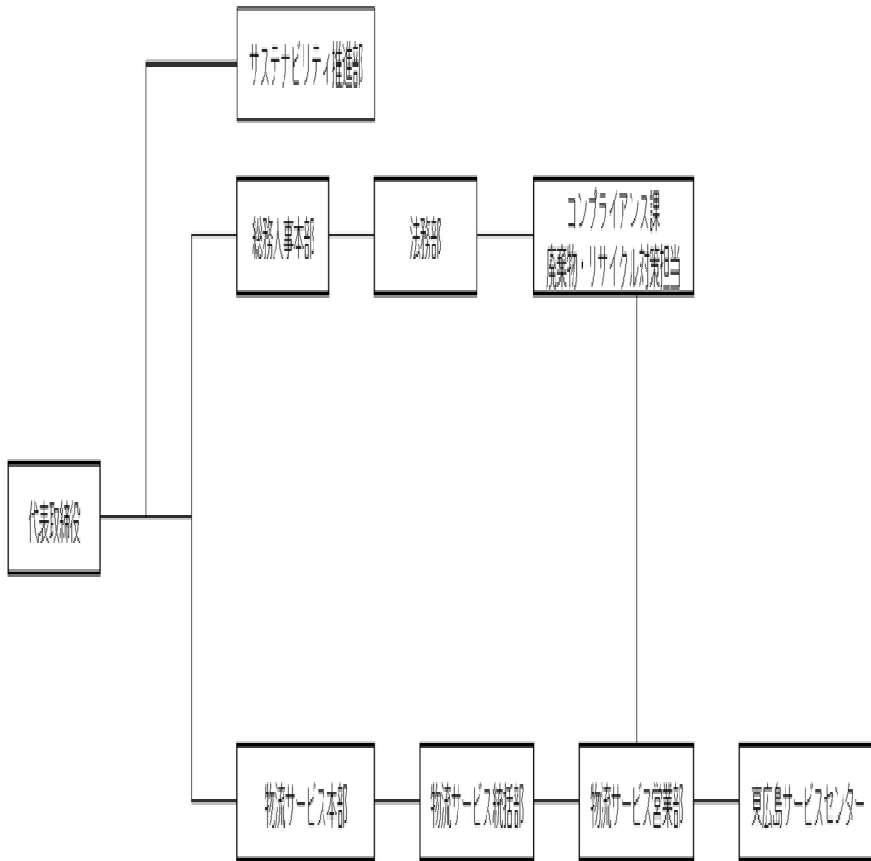 サステナビリティ推進部
総務人事本部
法務部
コンプライアンス課
廃棄物・リサイクル対策担当
代表取締役
物流サービス本部
物流サービス統括部
物流サービス営業部
東広島サービスセンター